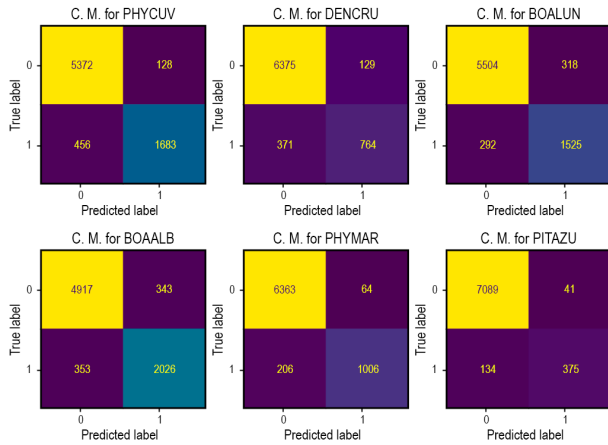 C. M. for PHYCUV
C. M. for DENCRU
C. M. for BOALUN
True label
0
5372
128
1
456
1683
0
1
Predicted label
True label
0
6375
129
1
371
764
0
1
Predicted label
True label
0
5504
318
1
292
1525
0
1
Predicted label
C. M. for BOAALB
C. M. for PHYMAR
C. M. for PITAZU
True label
0
4917
343
1
353
2026
0
1
Predicted label
True label
0
6363
64
1
206
1006
0
1
Predicted label
True label
0
7089
41
1
134
375
0
1
Predicted label